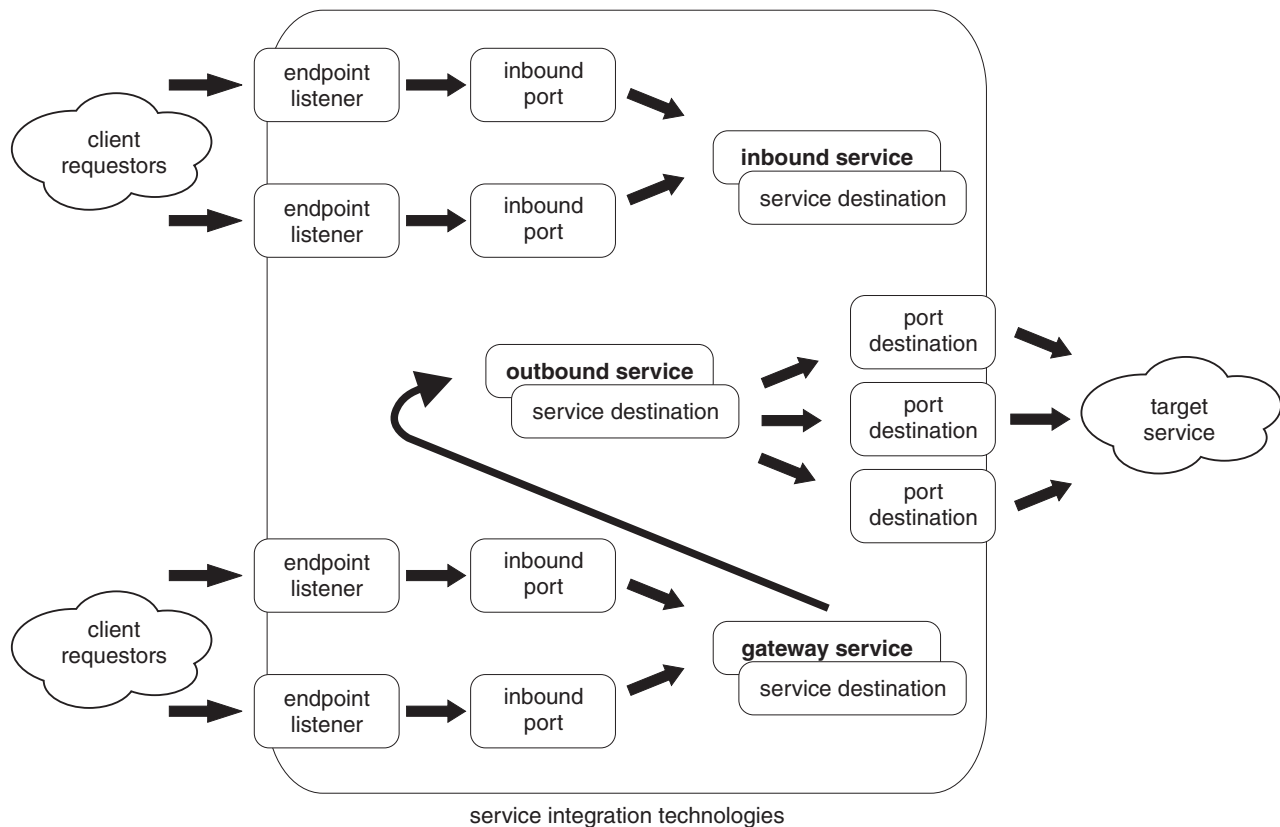 endpoint
listener
inbound
port
client
requestors
inbound service
service destination
endpoint
listener
inbound
port
port
destination
outbound service
service destination
port
destination
target
service
port
destination
endpoint
listener
inbound
port
client
requestors
gateway service
service destination
endpoint
listener
inbound
port
service integration technologies